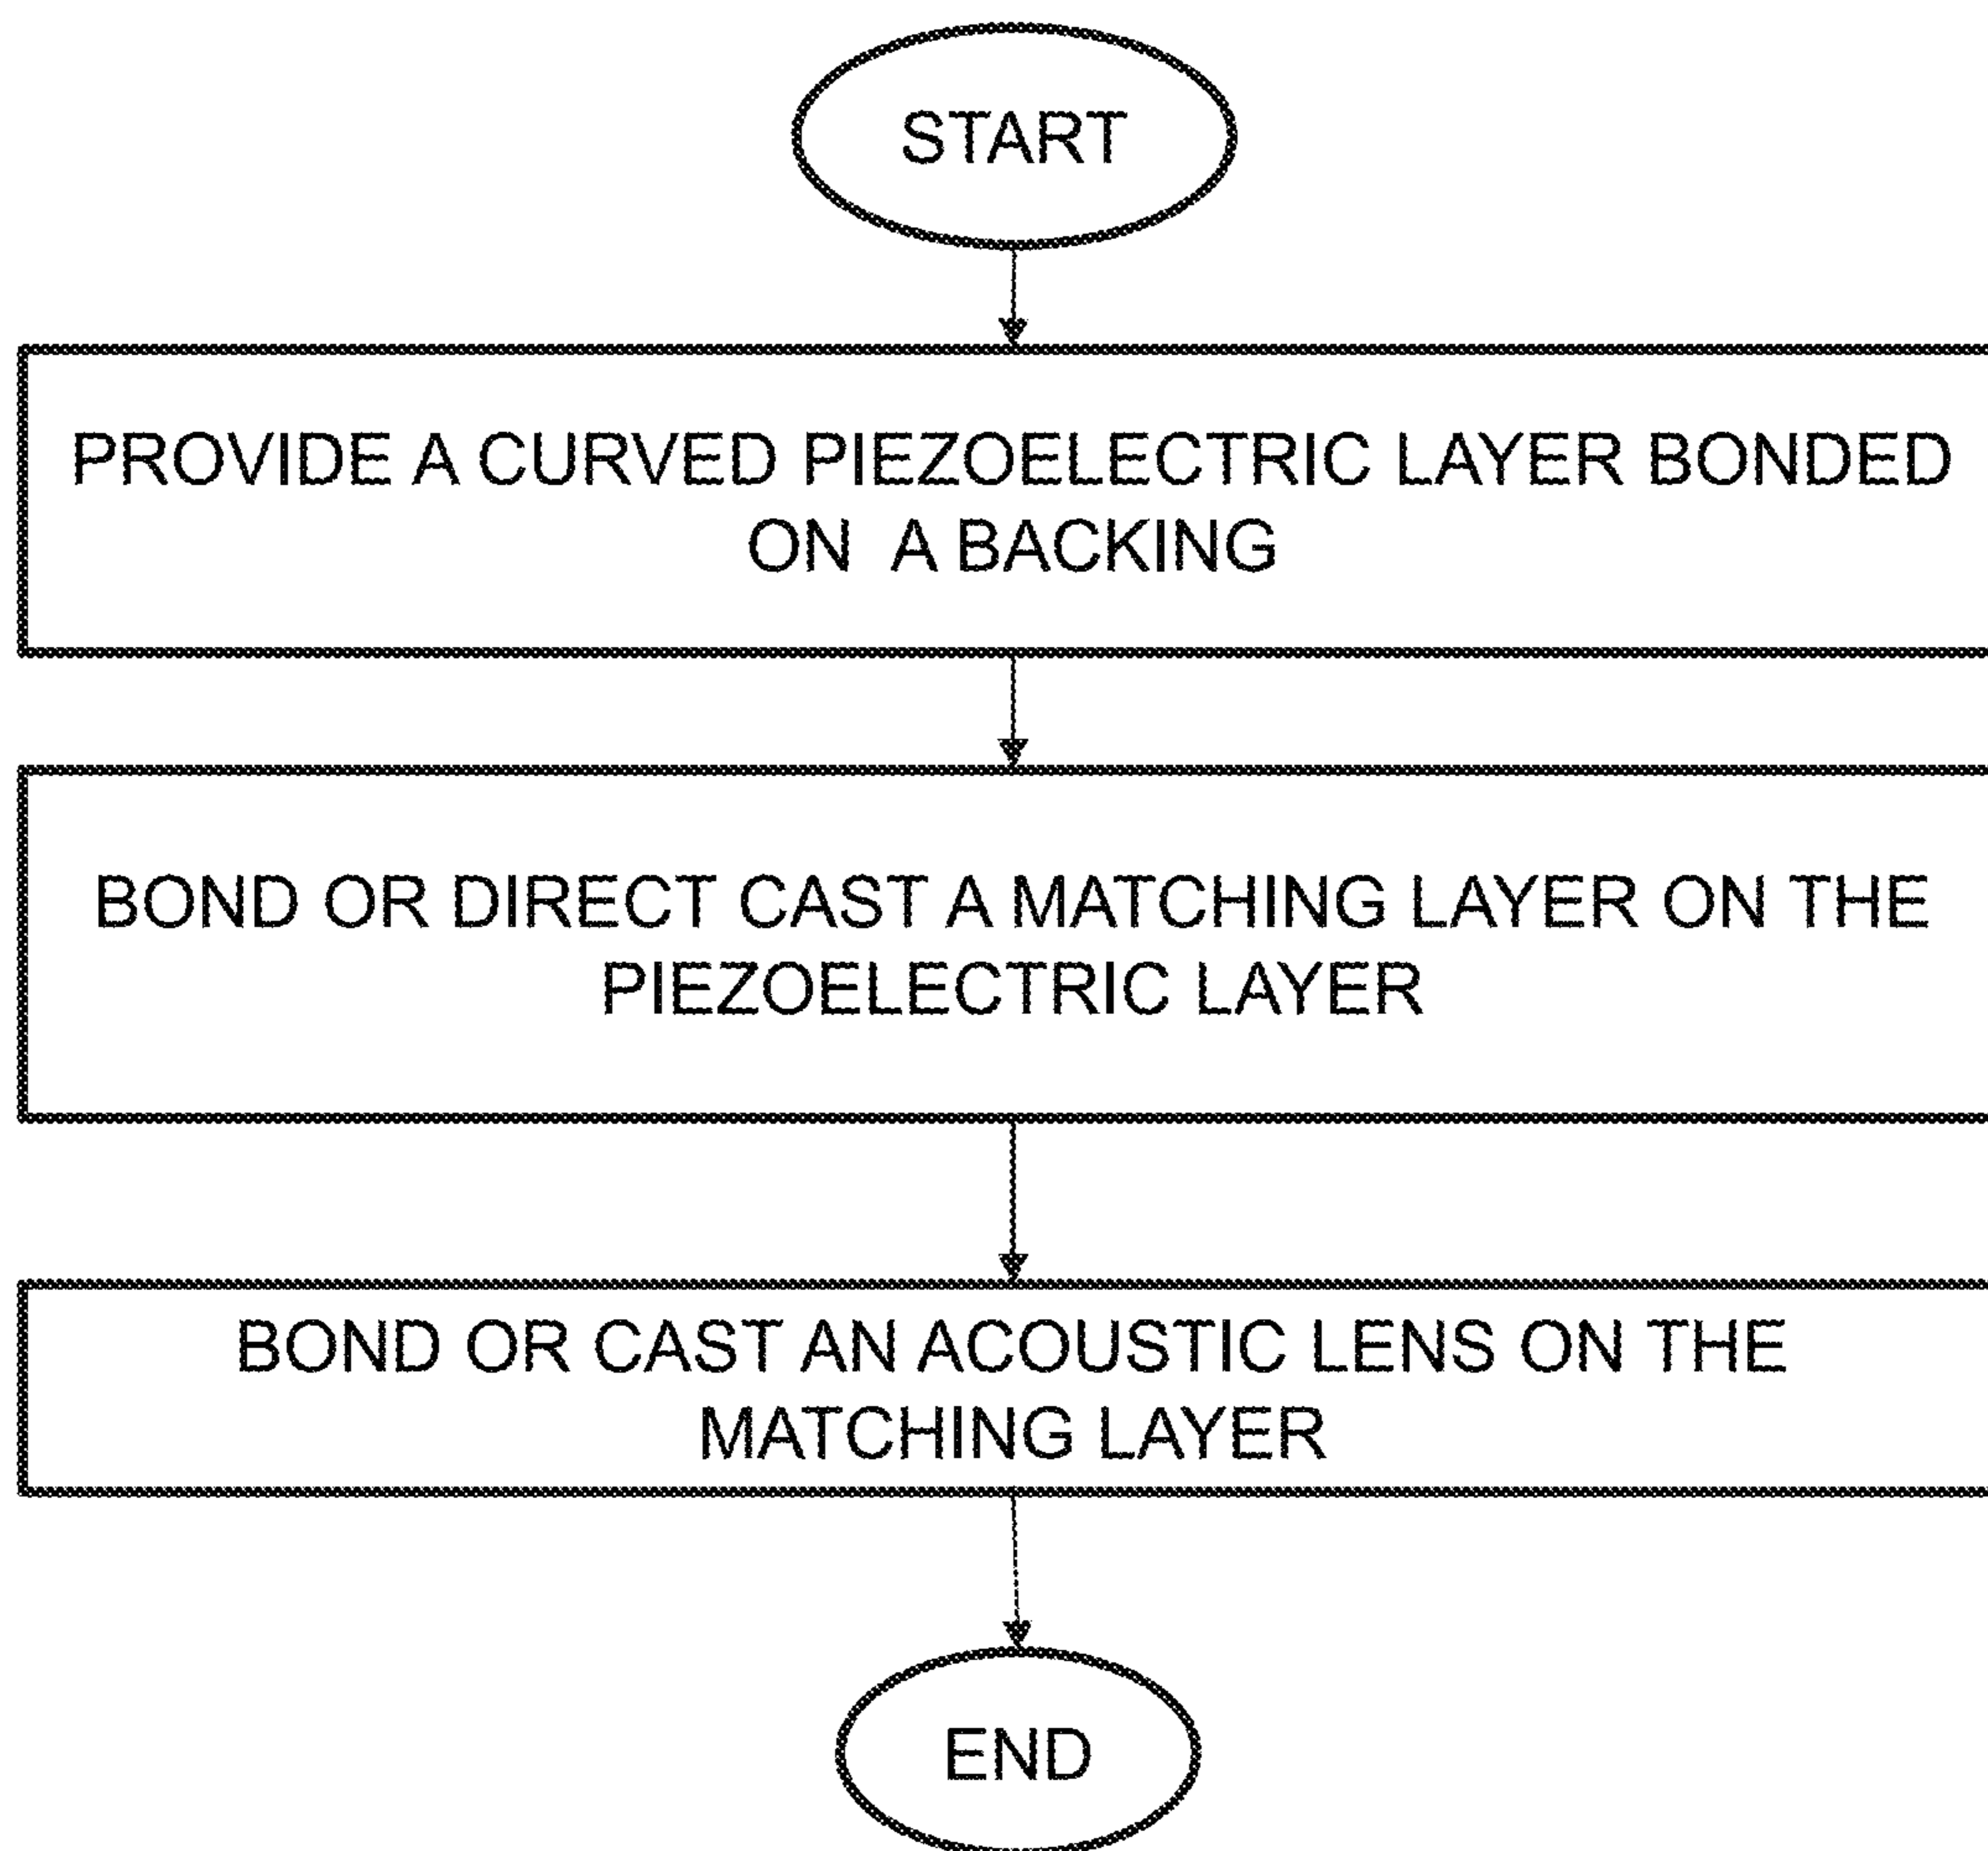 START
PROVIDE A CURVED PIEZOELECTRIC LAYER BONDED
ON A BACKING
BOND OR DIRECT CAST A MATCHING LAYER ON THE
PIEZOELECTRIC LAYER
BOND OR CAST AN ACOUSTIC LENS ON THE
MATCHING LAYER
END